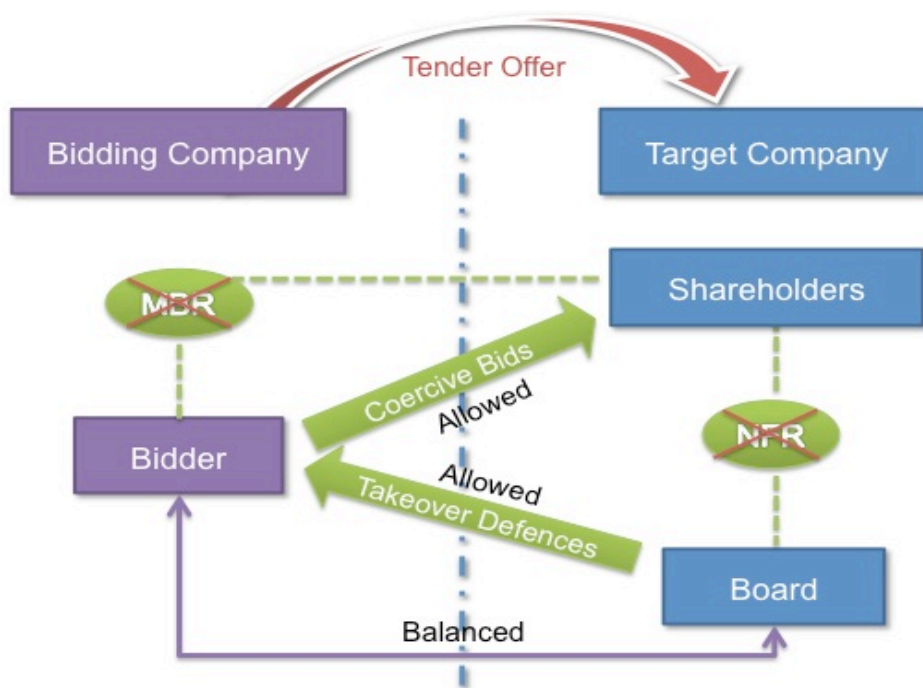 Tender Offer
Bidding Company
Target Company
MBR
Shareholders
Coercive Bids
Allowed
Bidder
NFR
Allowed
Takeover Defences
Board
Balanced